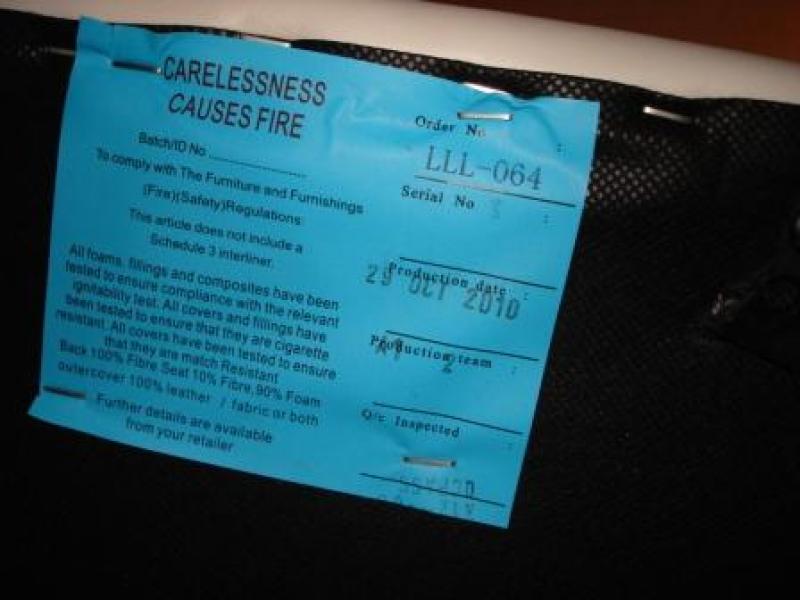 CARELESSNESS
CAUSES FIRE
Batch/ID No
To comply with The Furniture and Furnishings
(Fire)(Safety)Regulations:
This article does not include a
Schedule 3 interliner.
All foams, fillings and composites have been
tested to ensure compliance with the relevant
ignitability test. All covers and fillings have
been tested to ensure that they are cigarette
resistant. All covers have been tested to ensure
that they are match Resistant
Back 100% Fibre Seat 10% Fibre,90% Foam
outercover 100% leather / fabric or both
Further details are available
from your retailer
Order No :
LLL-064
Serial No :
Production date :
29 OCT 2010
Production team :
2
Q/c Inspected :